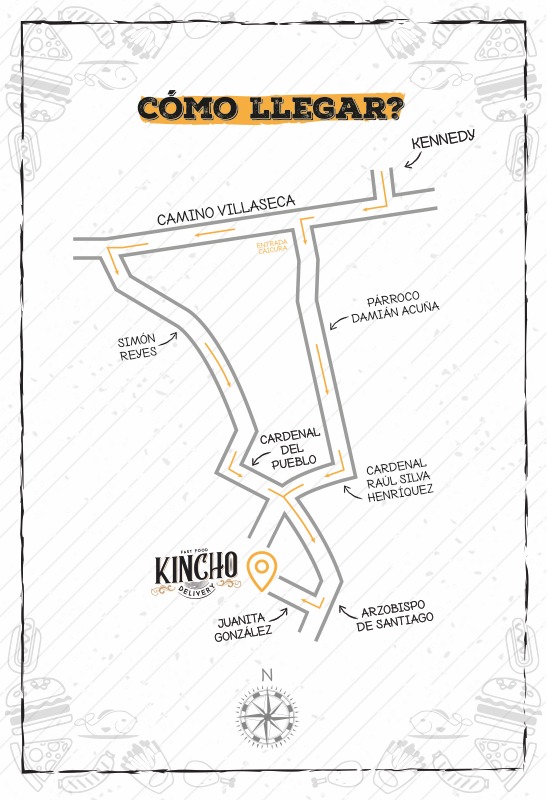 CÓMO LLEGAR?
KENNEDY
CAMINO VILLASECA
ENTRADA
CAICURA
PÁRROCO
DAMIÁN ACUÑA
SIMÓN
REYES
CARDENAL
DEL
PUEBLO
CARDENAL
RAÚL SILVA
HENRÍQUEZ
FAST FOOD
KINCHO
DELIVERY
JUANITA
GONZÁLEZ
ARZOBISPO
DE SANTIAGO
N